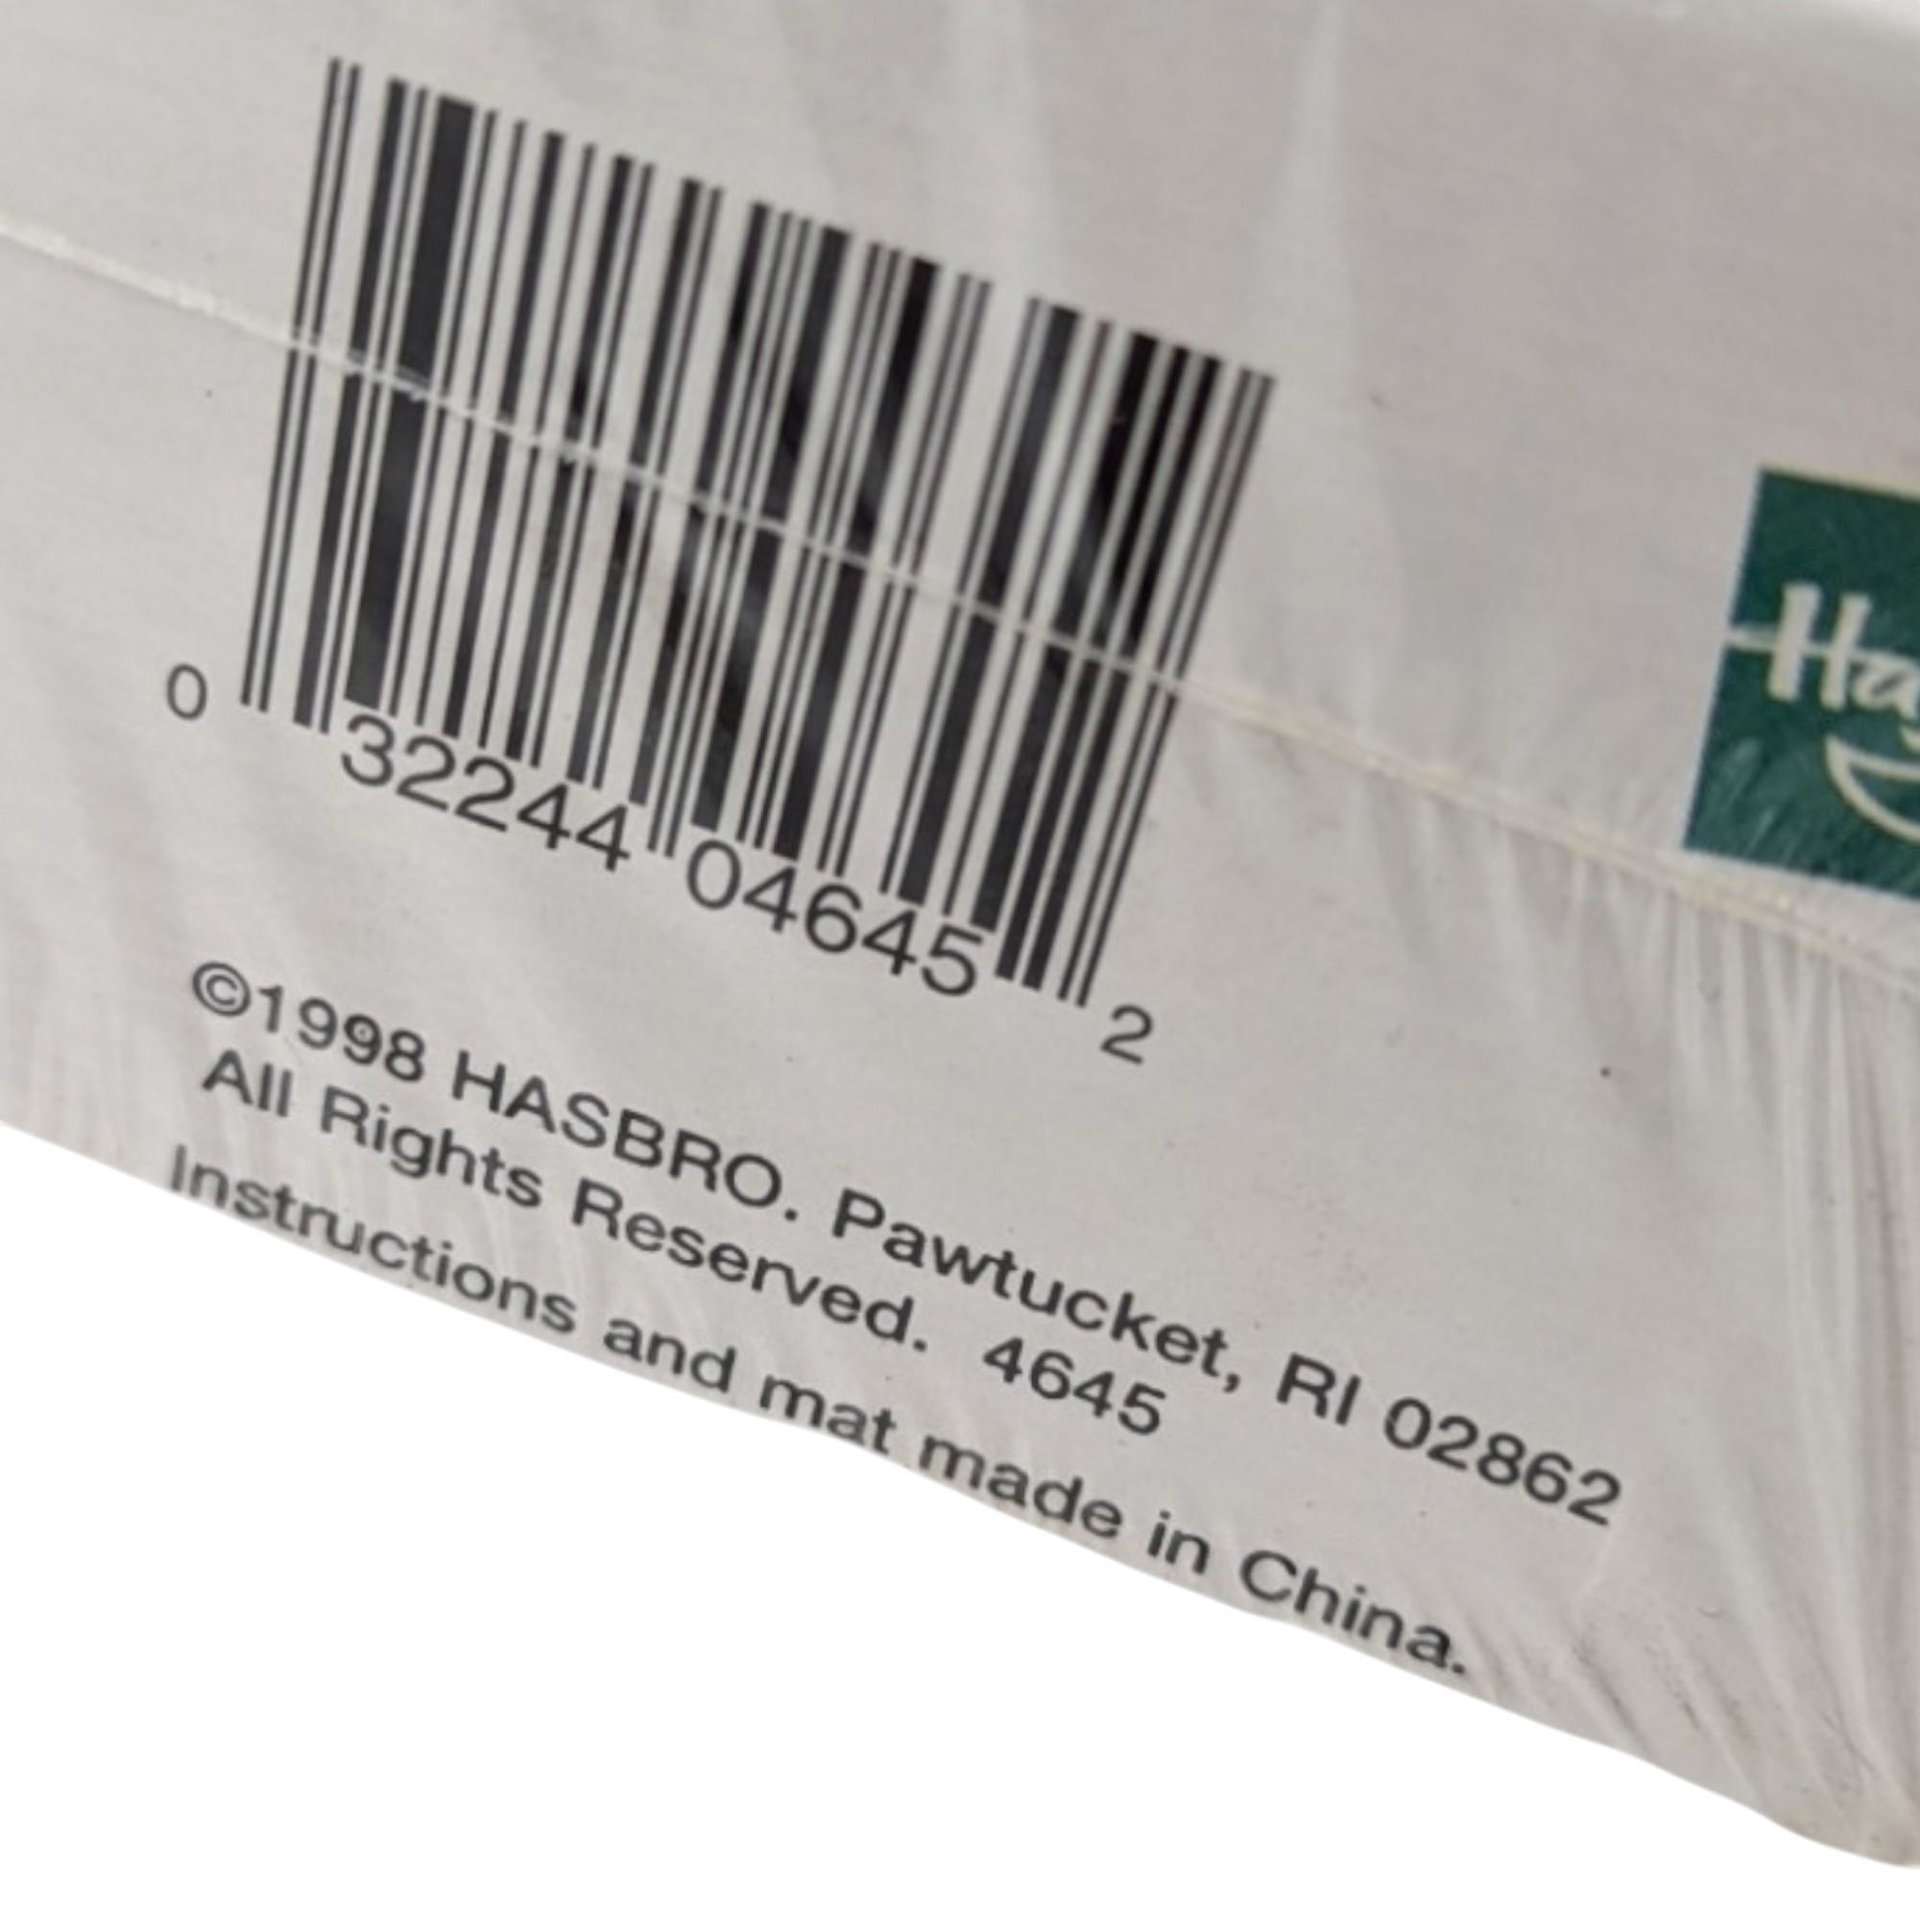 0 32244 04645 2
©1998 HASBRO. Pawtucket, RI 02862
All Rights Reserved. 4645
Instructions and mat made in China.